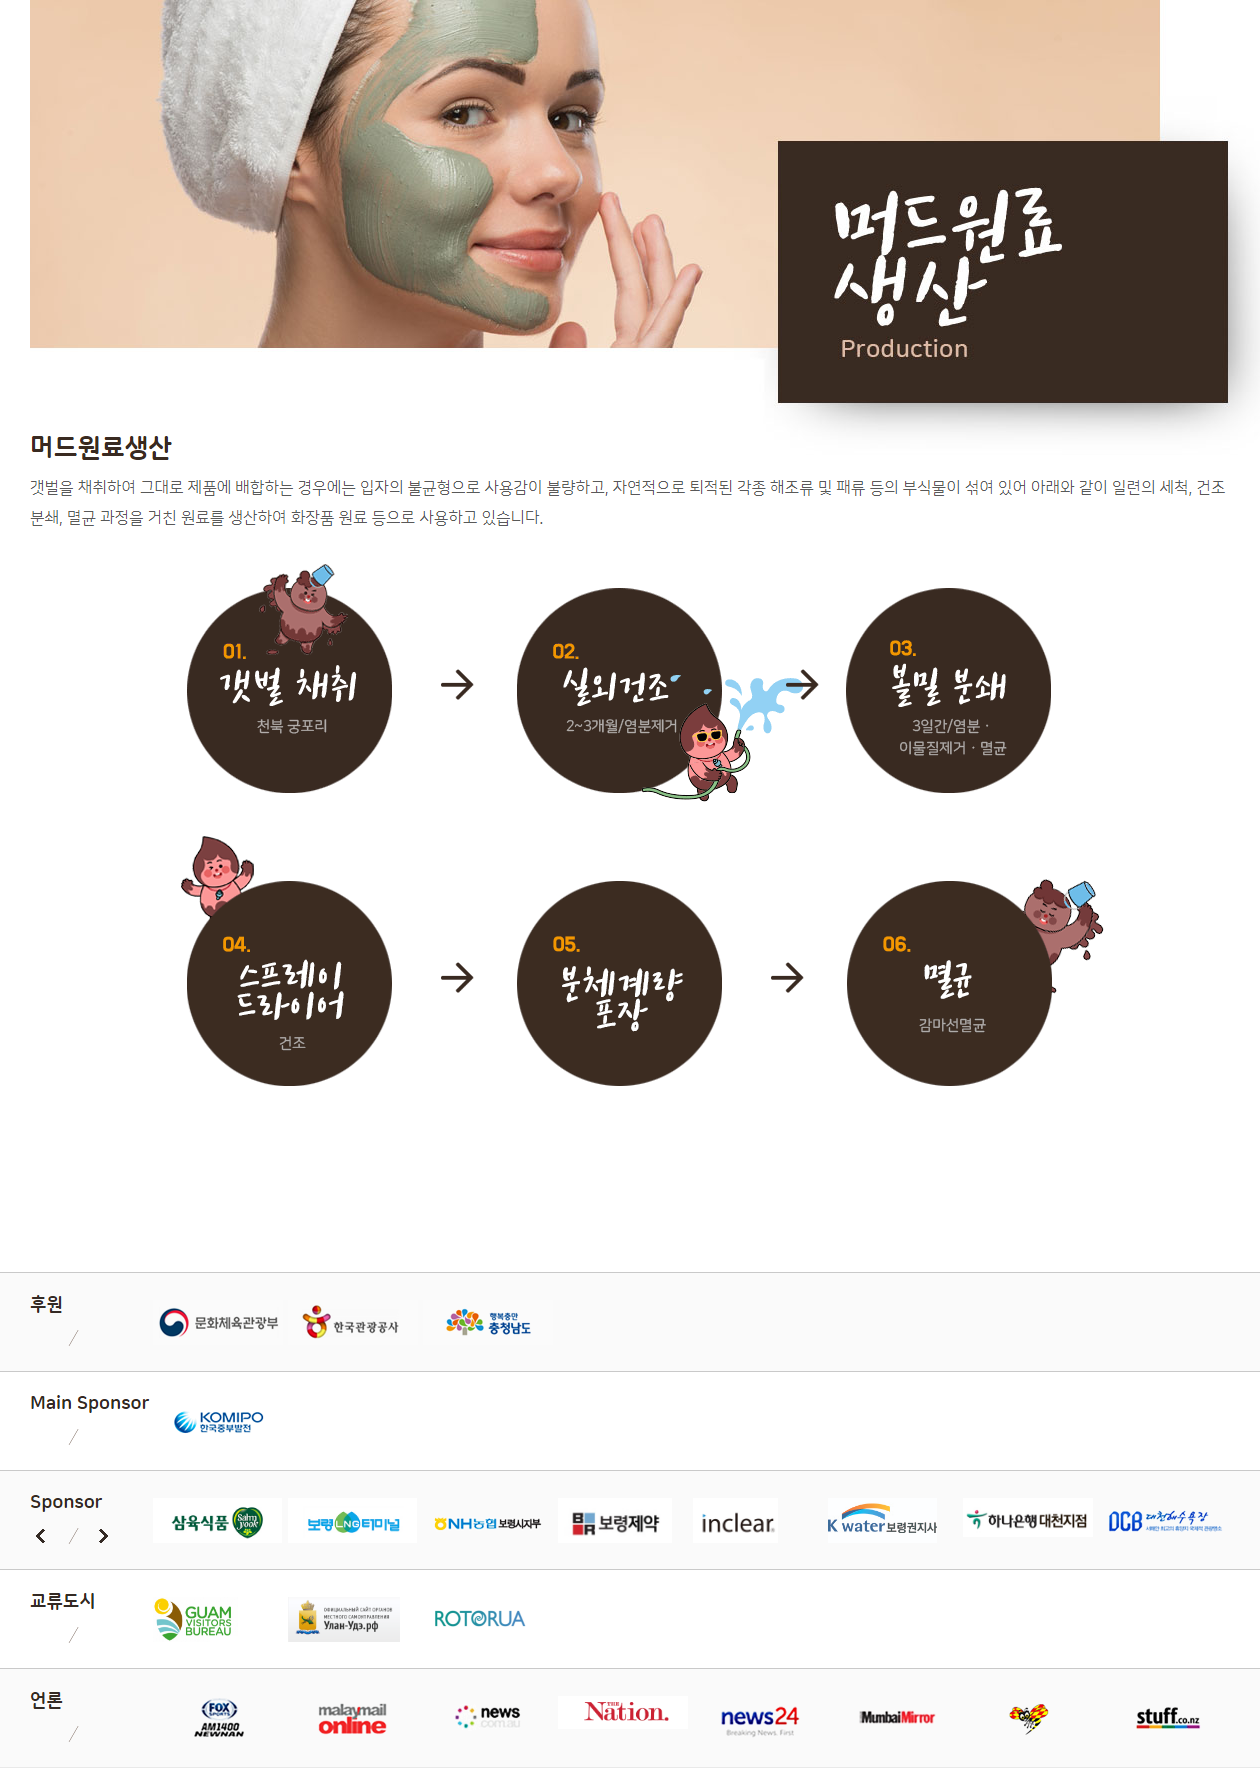 머드원료
생산
Production
머드원료생산
갯벌을 채취하여 그대로 제품에 배합하는 경우에는 입자의 불균형으로 사용감이 불량하고, 자연적으로 퇴적된 각종 해조류 및 패류 등의 부식물이 섞여 있어 아래와 같이 일련의 세척, 건조
분쇄, 멸균 과정을 거친 원료를 생산하여 화장품 원료 등으로 사용하고 있습니다.
01.
갯벌 채취
천북 궁포리
02.
실외건조
2~3개월/염분제거
03.
볼밀 분쇄
3일간/염분 ·
이물질제거 · 멸균
04.
스프레이
드라이어
건조
05.
분체계량
포장
06.
멸균
감마선멸균
후원
문화체육관광부
한국관광공사
행복충만
충청남도
/
Main Sponsor
KOMIPO
한국중부발전
/
Sponsor
삼육식품 Sahmyook
보령LNG터미널
NH농협 보령시지부
BR 보령제약
inclear.
K water 보령권지사
하나은행 대천지점
DCB 대천해수욕장
/
교류도시
GUAM
VISITORS
BUREAU
ОФИЦИАЛЬНЫЙ САЙТ ОРГАНОВ
МЕСТНОГО САМОУПРАВЛЕНИЯ
Улан-Удэ.рф
ROTORUA
/
언론
FOX
SPORTS
AM1400
NEWNAN
malaymail
online
news
com.au
THE
Nation.
news24
Breaking News. First
MumbaiMirror
stuff.co.nz
/